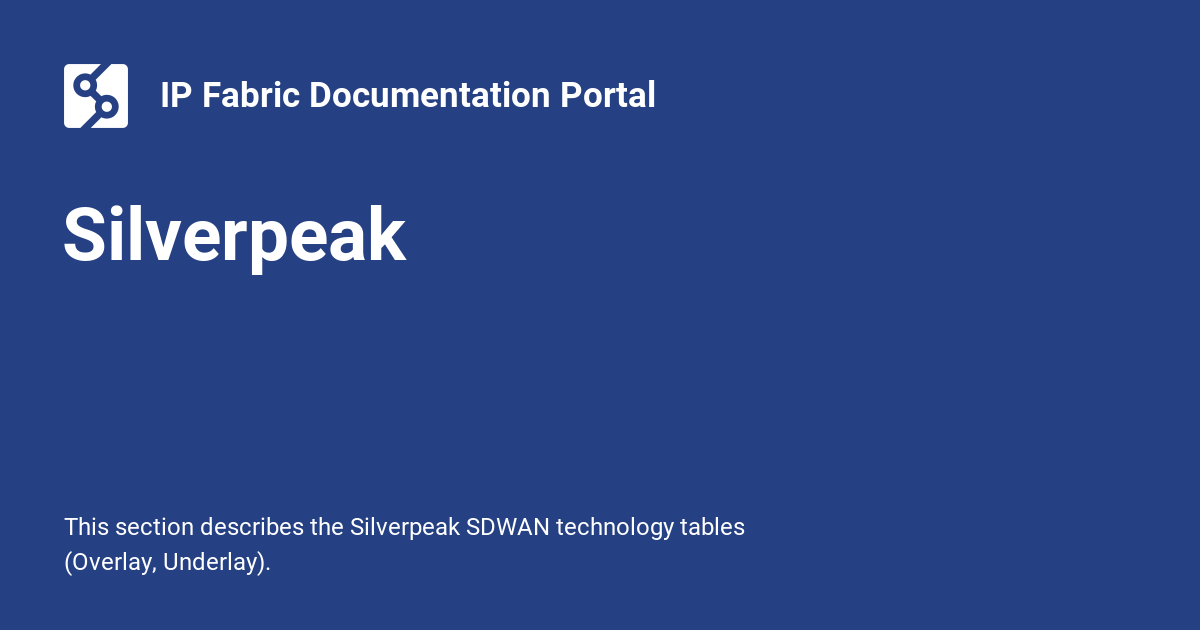 IP Fabric Documentation Portal
Silverpeak
This section describes the Silverpeak SDWAN technology tables
(Overlay, Underlay).